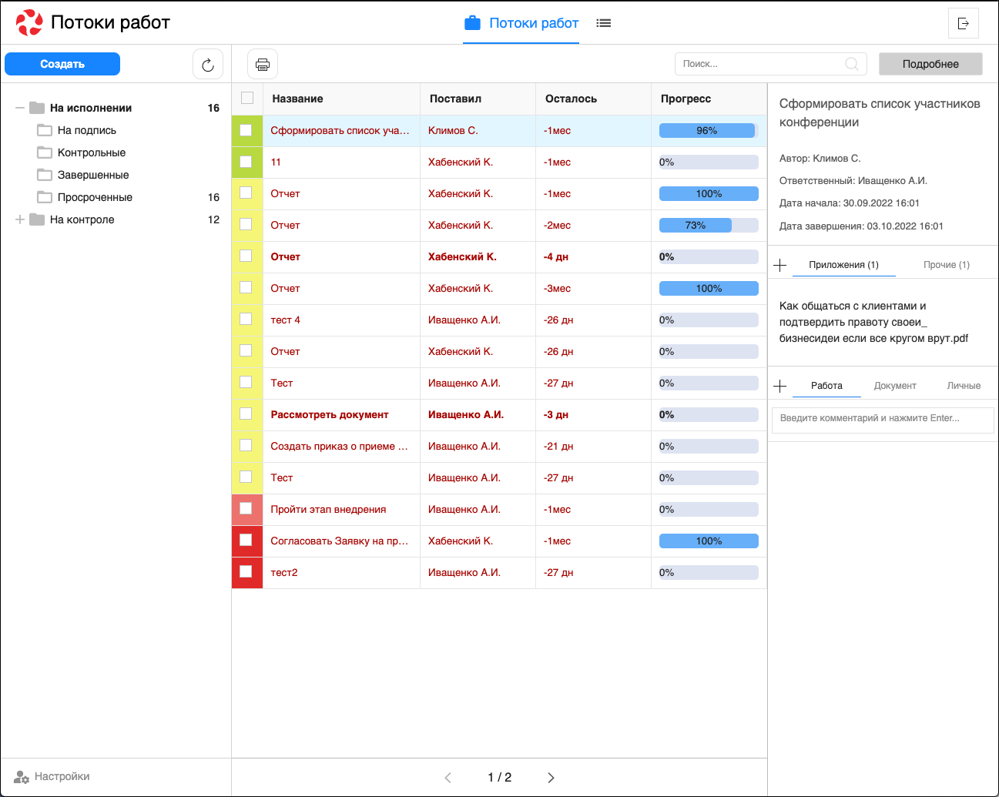 Потоки работ
Потоки работ
Создать
Поиск...
Подробнее
На исполнении 16
На подпись
Контрольные
Завершенные
Просроченные 16
На контроле 12
Название Поставил Осталось Прогресс
Сформировать список уча... Климов С. -1мес 96%
11 Хабенский К. -1мес 0%
Отчет Хабенский К. -1мес 100%
Отчет Хабенский К. -2мес 73%
Отчет Хабенский К. -4 дн 0%
Отчет Хабенский К. -3мес 100%
тест 4 Иващенко А.И. -26 дн 0%
Отчет Хабенский К. -26 дн 0%
Тест Иващенко А.И. -27 дн 0%
Рассмотреть документ Иващенко А.И. -3 дн 0%
Создать приказ о приеме ... Иващенко А.И. -21 дн 0%
Тест Иващенко А.И. -27 дн 0%
Пройти этап внедрения Иващенко А.И. -1мес 0%
Согласовать Заявку на пр... Хабенский К. -1мес 100%
тест2 Иващенко А.И. -27 дн 0%
Сформировать список участников
конференции
Автор: Климов С.
Ответственный: Иващенко А.И.
Дата начала: 30.09.2022 16:01
Дата завершения: 03.10.2022 16:01
Приложения (1) Прочие (1)
Как общаться с клиентами и
подтвердить правоту своеи_
бизнесидеи если все кругом врут.pdf
Работа Документ Личные
Введите комментарий и нажмите Enter...
Настройки
1 / 2